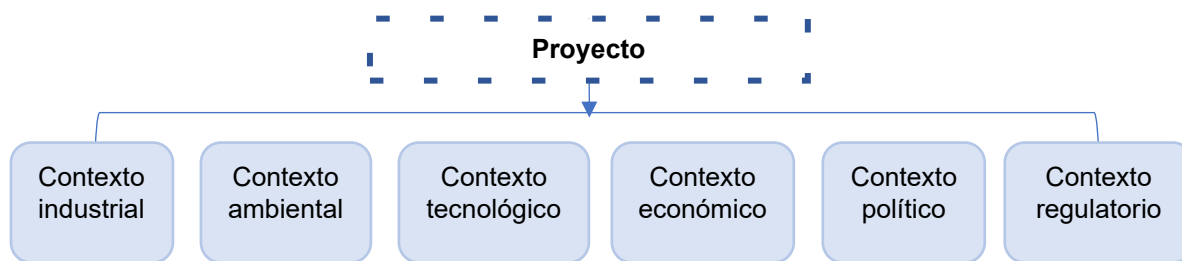 Proyecto
Contexto
industrial
Contexto
ambiental
Contexto
tecnológico
Contexto
económico
Contexto
político
Contexto
regulatorio